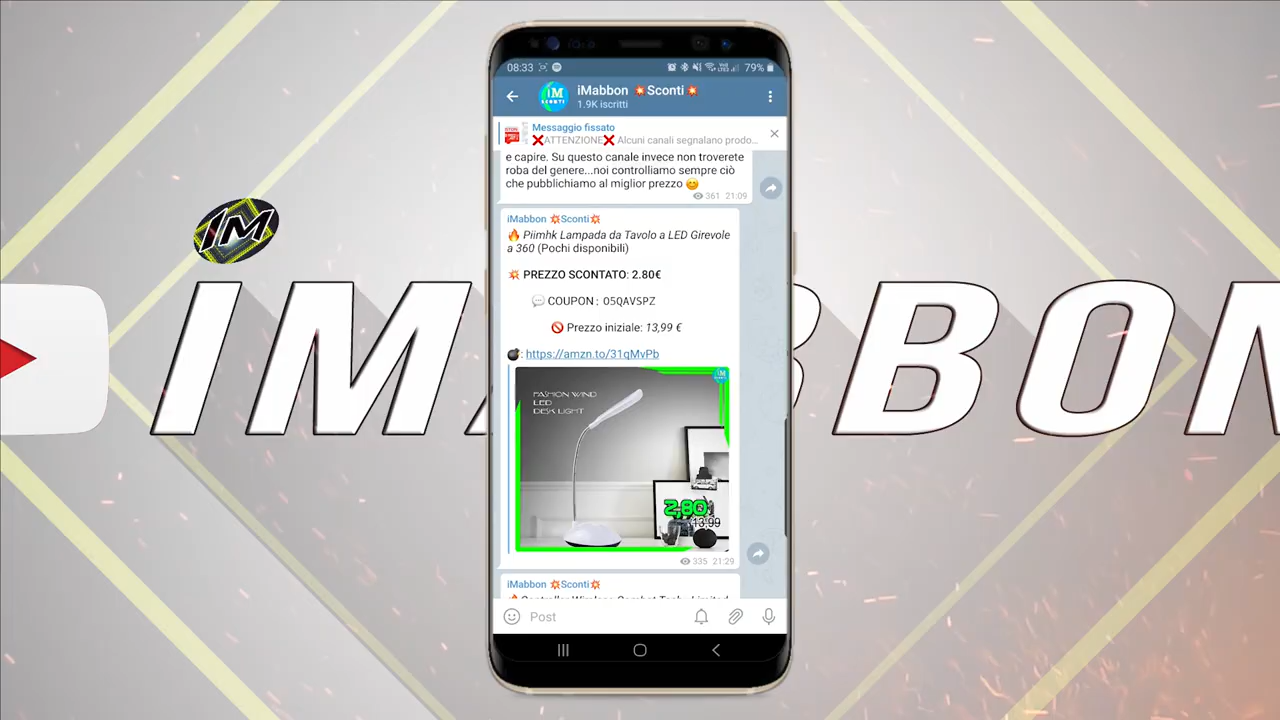 08:33
79%
iMabbon 💥Sconti💥
1.9K iscritti
Messaggio fissato
❌ATTENZIONE❌ Alcuni canali segnalano prodo...
e capire. Su questo canale invece non troverete
roba del genere...noi controlliamo sempre ciò
che pubblichiamo al miglior prezzo 😊
361 21:09
iMabbon 💥Sconti💥
🔥 Piimhk Lampada da Tavolo a LED Girevole
a 360 (Pochi disponibili)
💥 PREZZO SCONTATO: 2.80€
💬 COUPON : O5QAVSPZ
🚫 Prezzo iniziale: 13,99 €
💣: https://amzn.to/31qMvPb
iM
FASHION WIND
LED
DESK LIGHT
2,80
13,99
335 21:29
iMabbon 💥Sconti💥
Post
IM